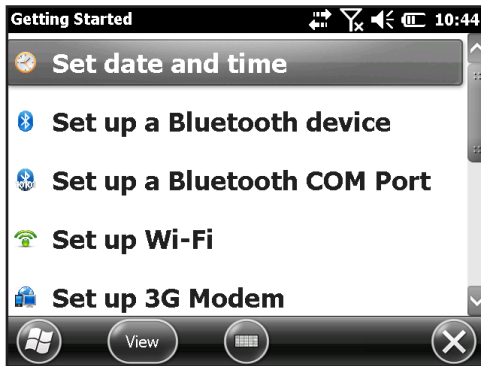 Getting Started 10:44
Set date and time
Set up a Bluetooth device
Set up a Bluetooth COM Port
Set up Wi-Fi
Set up 3G Modem
View